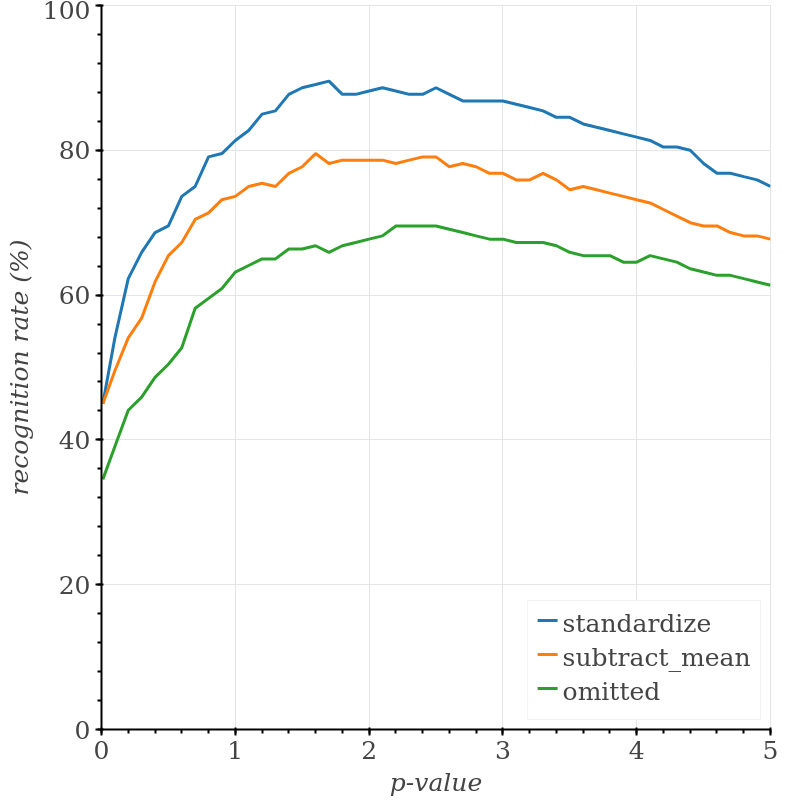 100
80
60
40
20
0
recognition rate (%)
0 1 2 3 4 5
p-value
standardize
subtract_mean
omitted